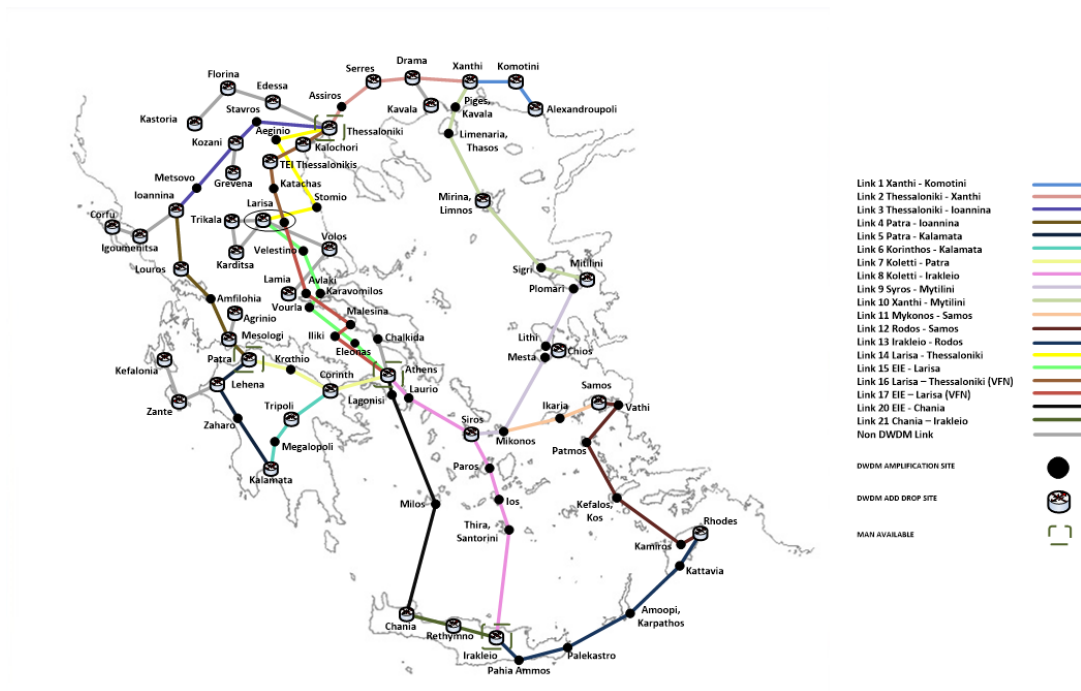 Florina
Edessa
Serres
Drama
Xanthi
Komotini
Kastoria
Stavros
Assiros
Kavala
Piges,
Kavala
Alexandroupoli
Aeginio
Thessaloniki
Kozani
Kalochori
Limenaria,
Thasos
TEI Thessalonikis
Metsovo
Grevena
Katachas
Ioannina
Larisa
Stomio
Mirina,
Limnos
Corfu
Trikala
Igoumenitsa
Volos
Karditsa
Velestino
Louros
Lamia
Avlaki
Sigri
Mitilini
Karavomilos
Plomari
Amfilohia
Vourla
Malesina
Agrinio
Mesologi
Iliki
Chalkida
Lithi
Eleonas
Mesta
Chios
Patra
Krαthio
Athens
Kefalonia
Lehena
Corinth
Laurio
Samos
Lagonisi
Zante
Tripoli
Ikaria
Vathi
Zaharo
Siros
Mikonos
Megalopoli
Patmos
Paros
Kalamata
Milos
Ios
Kefalos,
Kos
Thira,
Santorini
Rhodes
Kamiros
Kattavia
Chania
Rethymno
Amoopi,
Karpathos
Irakleio
Palekastro
Pahia Ammos
Link 1 Xanthi - Komotini
Link 2 Thessaloniki - Xanthi
Link 3 Thessaloniki - Ioannina
Link 4 Patra - Ioannina
Link 5 Patra - Kalamata
Link 6 Korinthos - Kalamata
Link 7 Koletti - Patra
Link 8 Koletti - Irakleio
Link 9 Syros - Mytilini
Link 10 Xanthi - Mytilini
Link 11 Mykonos - Samos
Link 12 Rodos - Samos
Link 13 Irakleio - Rodos
Link 14 Larisa - Thessaloniki
Link 15 EIE - Larisa
Link 16 Larisa – Thessaloniki (VFN)
Link 17 EIE – Larisa (VFN)
Link 20 EIE - Chania
Link 21 Chania – Irakleio
Non DWDM Link
DWDM AMPLIFICATION SITE
DWDM ADD DROP SITE
MAN AVAILABLE